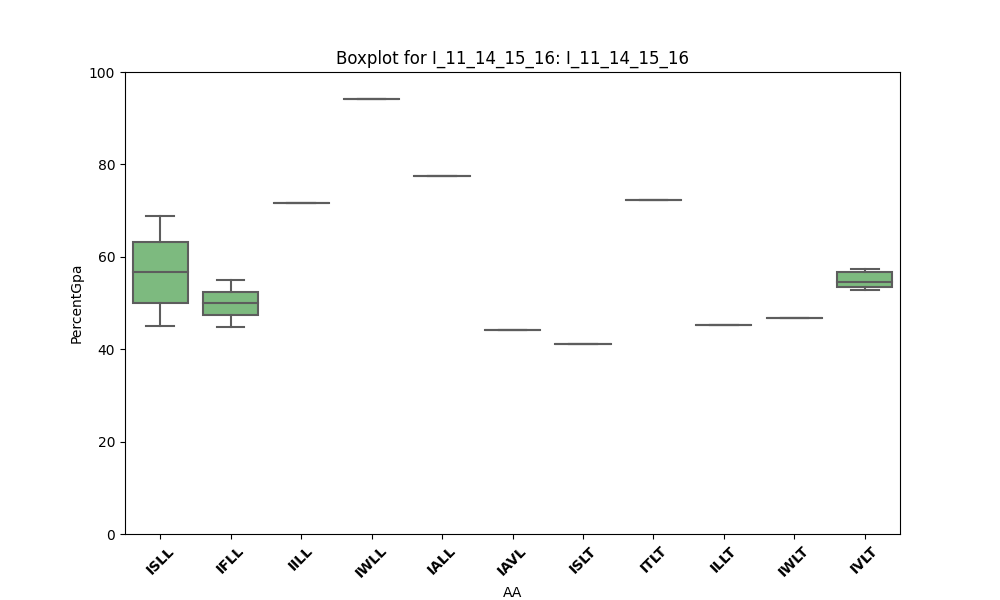 Boxplot for I_11_14_15_16: I_11_14_15_16
100
80
60
40
20
0
PercentGpa
ISLL IFLL IILL IWLL IALL IAVL ISLT ITLT ILLT IWLT IVLT
AA